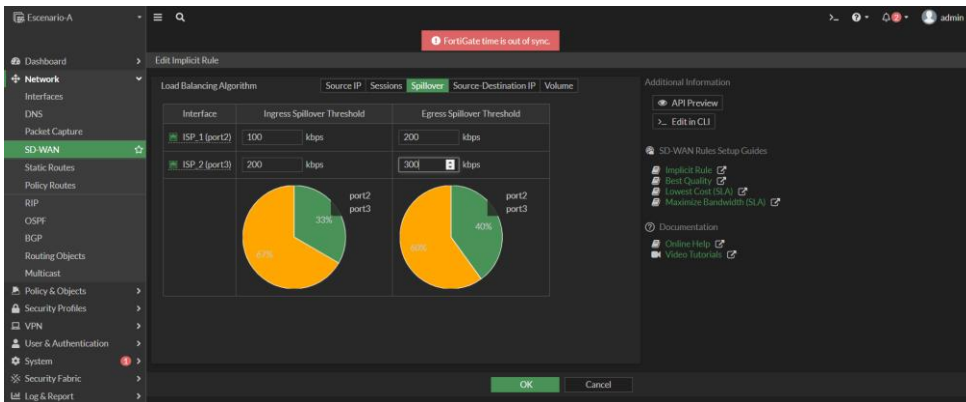 Escenario-A
admin
FortiGate time is out of sync.
Dashboard
Network
Interfaces
DNS
Packet Capture
SD-WAN
Static Routes
Policy Routes
RIP
OSPF
BGP
Routing Objects
Multicast
Policy & Objects
Security Profiles
VPN
User & Authentication
System 1
Security Fabric
Log & Report
Edit Implicit Rule
Load Balancing Algorithm Source IP Sessions Spillover Source-Destination IP Volume
Interface Ingress Spillover Threshold Egress Spillover Threshold
ISP_1 (port2) 100 kbps 200 kbps
ISP_2 (port3) 200 kbps 300 kbps
port2 port2
port3 port3
33% 40%
67% 60%
OK Cancel
Additional Information
API Preview
>_ Edit in CLI
SD-WAN Rules Setup Guides
Implicit Rule
Best Quality
Lowest Cost (SLA)
Maximize Bandwidth (SLA)
Documentation
Online Help
Video Tutorials